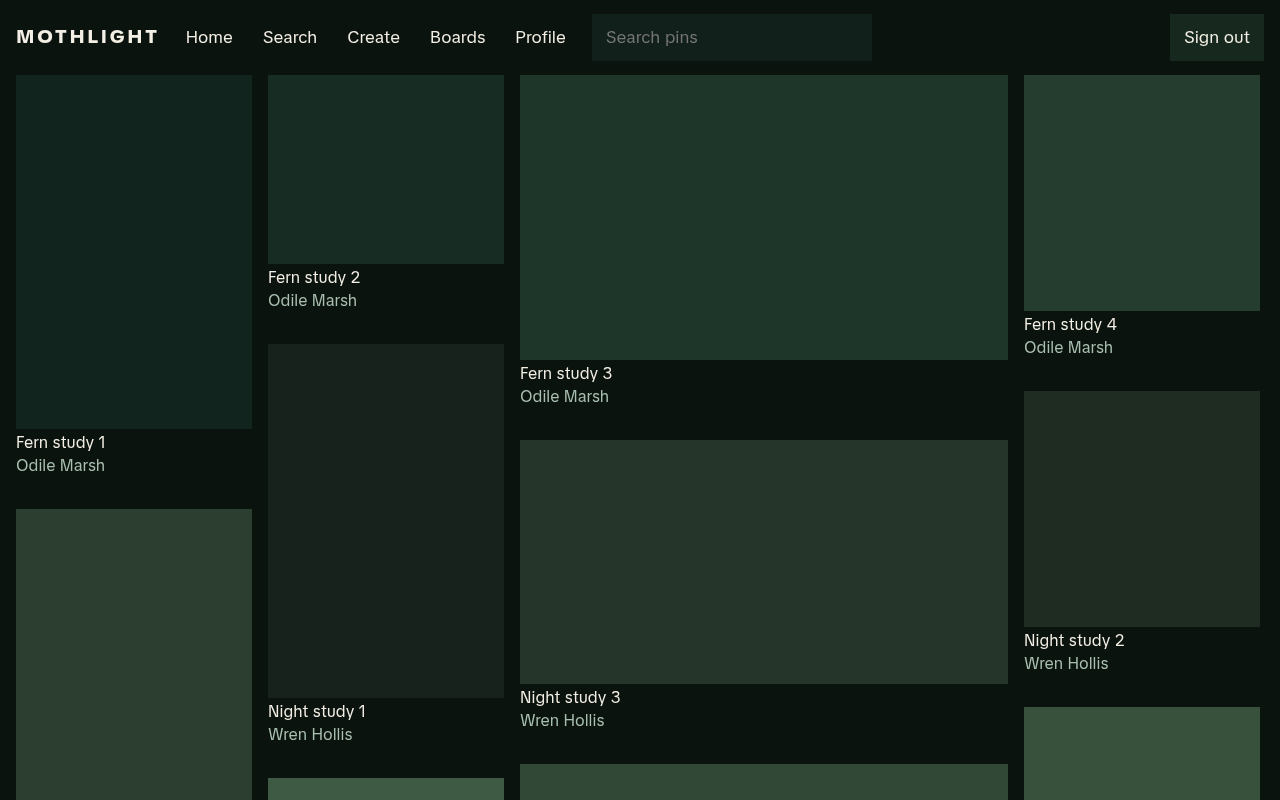 MOTHLIGHT Home Search Create Boards Profile Search pins Sign out
Fern study 1
Odile Marsh
Fern study 2
Odile Marsh
Fern study 3
Odile Marsh
Fern study 4
Odile Marsh
Night study 1
Wren Hollis
Night study 3
Wren Hollis
Night study 2
Wren Hollis